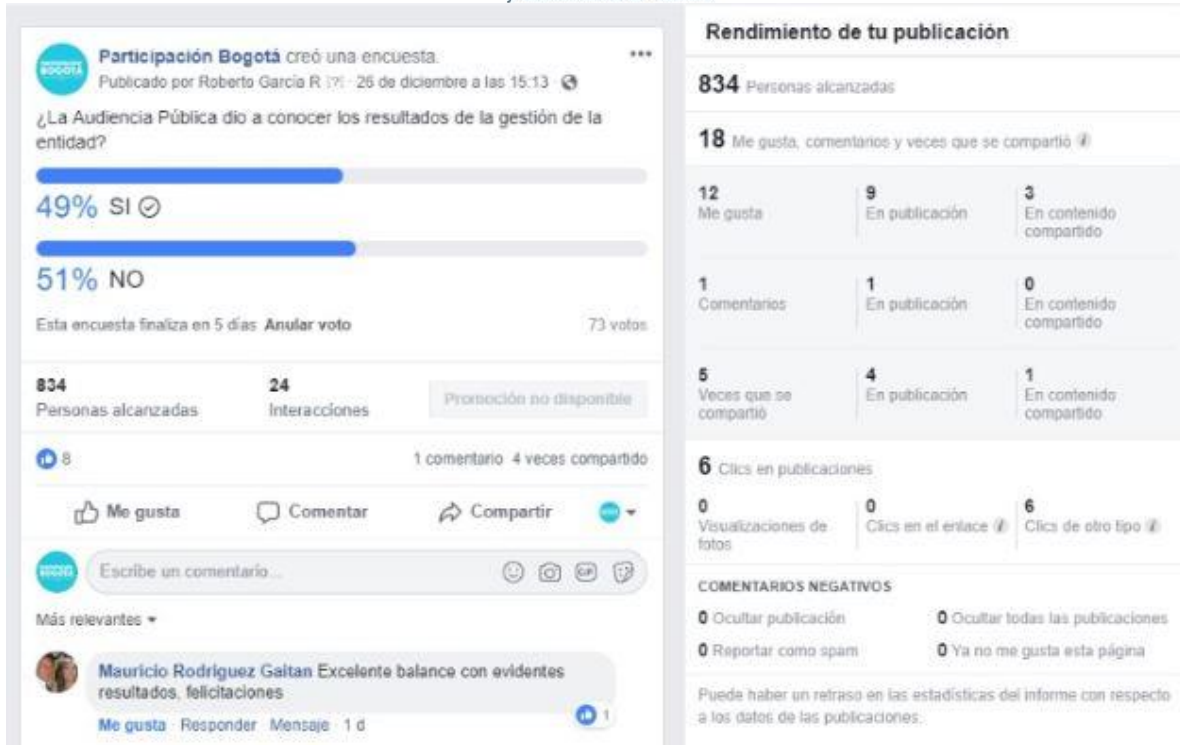 Participación Bogotá creó una encuesta.
Publicado por Roberto García R [?] · 26 de diciembre a las 15:13 ·
¿La Audiencia Pública dio a conocer los resultados de la gestión de la
entidad?
49% SI
51% NO
Esta encuesta finaliza en 5 días Anular voto
73 votos
834
Personas alcanzadas
24
Interacciones
Promoción no disponible
8
1 comentario 4 veces compartido
Me gusta
Comentar
Compartir
Escribe un comentario...
GIF
Más relevantes
Mauricio Rodríguez Gaitan Excelente balance con evidentes
resultados, felicitaciones
1
Me gusta · Responder · Mensaje · 1 d
Rendimiento de tu publicación
834 Personas alcanzadas
18 Me gusta, comentarios y veces que se compartió
12
Me gusta
9
En publicación
3
En contenido
compartido
1
Comentarios
1
En publicación
0
En contenido
compartido
5
Veces que se
compartió
4
En publicación
1
En contenido
compartido
6 Clics en publicaciones
0
Visualizaciones de
fotos
0
Clics en el enlace
6
Clics de otro tipo
COMENTARIOS NEGATIVOS
0 Ocultar publicación
0 Ocultar todas las publicaciones
0 Reportar como spam
0 Ya no me gusta esta página
Puede haber un retraso en las estadísticas del informe con respecto
a los datos de las publicaciones.